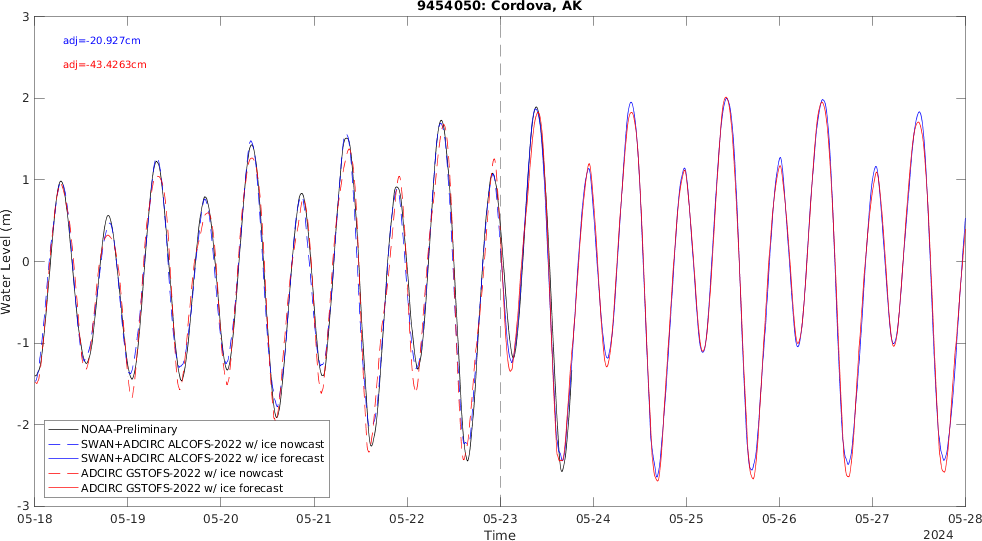 9454050: Cordova, AK
adj=-20.927cm
adj=-43.4263cm
3
2
1
0
-1
-2
-3
Water Level (m)
NOAA-Preliminary
SWAN+ADCIRC ALCOFS-2022 w/ ice nowcast
SWAN+ADCIRC ALCOFS-2022 w/ ice forecast
ADCIRC GSTOFS-2022 w/ ice nowcast
ADCIRC GSTOFS-2022 w/ ice forecast
05-18 05-19 05-20 05-21 05-22 05-23 05-24 05-25 05-26 05-27 05-28
Time
2024